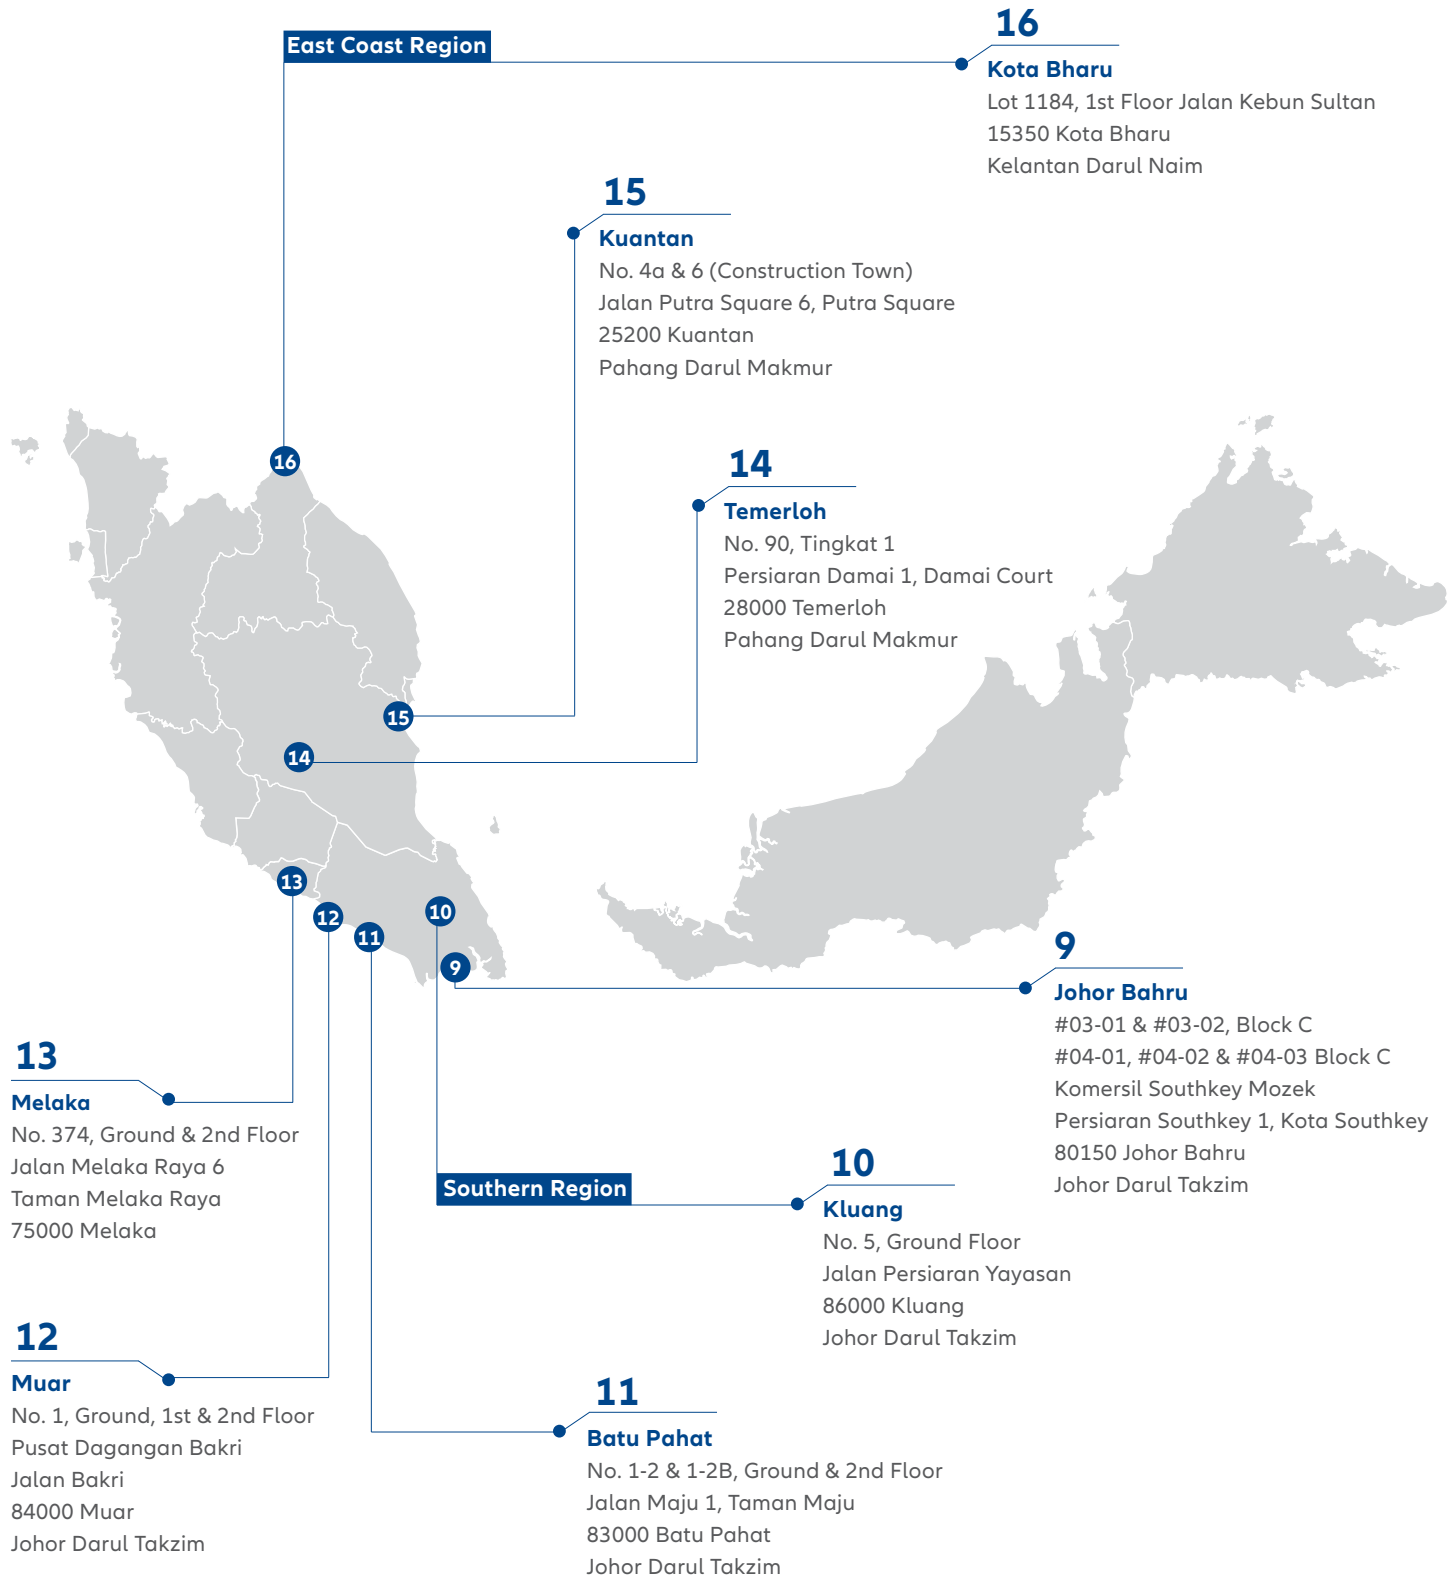 East Coast Region
16
Kota Bharu
Lot 1184, 1st Floor Jalan Kebun Sultan
15350 Kota Bharu
Kelantan Darul Naim
15
Kuantan
No. 4a & 6 (Construction Town)
Jalan Putra Square 6, Putra Square
25200 Kuantan
Pahang Darul Makmur
14
Temerloh
No. 90, Tingkat 1
Persiaran Damai 1, Damai Court
28000 Temerloh
Pahang Darul Makmur
16
15
14
13
12
11
10
9
9
Johor Bahru
#03-01 & #03-02, Block C
#04-01, #04-02 & #04-03 Block C
Komersil Southkey Mozek
Persiaran Southkey 1, Kota Southkey
80150 Johor Bahru
Johor Darul Takzim
13
Melaka
No. 374, Ground & 2nd Floor
Jalan Melaka Raya 6
Taman Melaka Raya
75000 Melaka
Southern Region
10
Kluang
No. 5, Ground Floor
Jalan Persiaran Yayasan
86000 Kluang
Johor Darul Takzim
12
Muar
No. 1, Ground, 1st & 2nd Floor
Pusat Dagangan Bakri
Jalan Bakri
84000 Muar
Johor Darul Takzim
11
Batu Pahat
No. 1-2 & 1-2B, Ground & 2nd Floor
Jalan Maju 1, Taman Maju
83000 Batu Pahat
Johor Darul Takzim